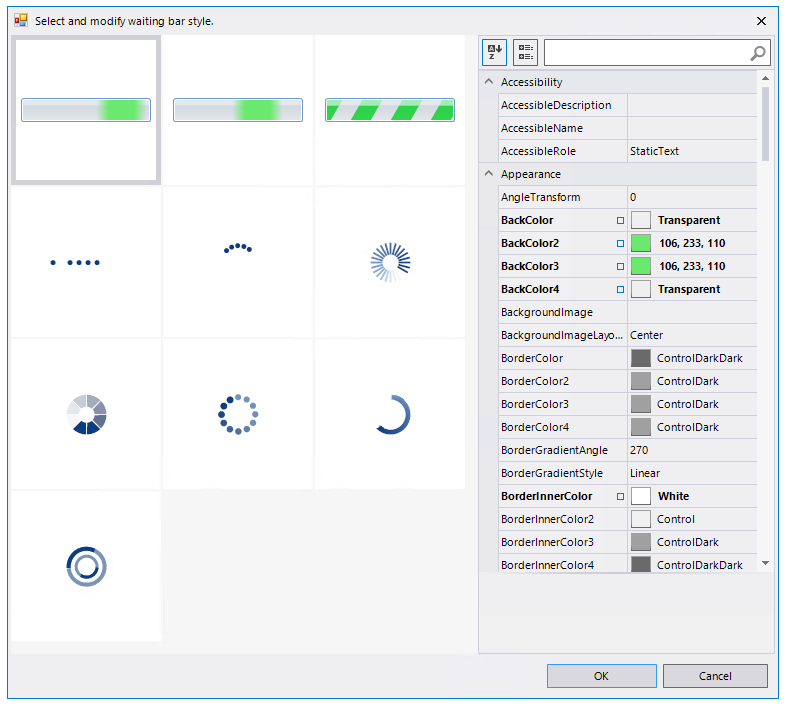 Select and modify waiting bar style.
Accessibility
AccessibleDescription
AccessibleName
AccessibleRole StaticText
Appearance
AngleTransform 0
BackColor Transparent
BackColor2 106, 233, 110
BackColor3 106, 233, 110
BackColor4 Transparent
BackgroundImage
BackgroundImageLayo... Center
BorderColor ControlDarkDark
BorderColor2 ControlDark
BorderColor3 ControlDark
BorderColor4 ControlDark
BorderGradientAngle 270
BorderGradientStyle Linear
BorderInnerColor White
BorderInnerColor2 Control
BorderInnerColor3 ControlDark
BorderInnerColor4 ControlDarkDark
OK Cancel